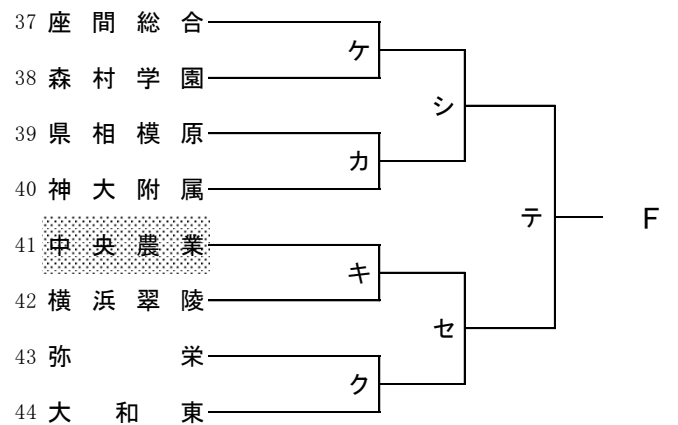 37 座間総合
ケ
38 森村学園
シ
39 県相模原
カ
40 神大附属
テ F
41 中央農業
キ
42 横浜翠陵
セ
43 弥栄
ク
44 大和東